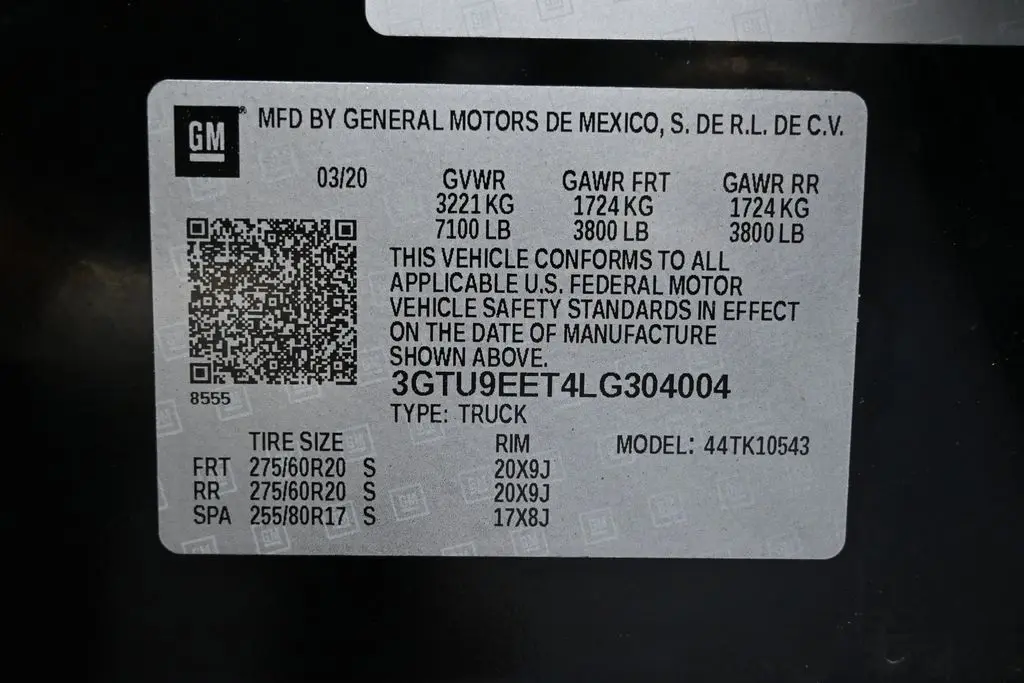 GM® MFD BY GENERAL MOTORS DE MEXICO, S. DE R.L. DE C.V.
03/20 GVWR GAWR FRT GAWR RR
3221 KG 1724 KG 1724 KG
7100 LB 3800 LB 3800 LB
THIS VEHICLE CONFORMS TO ALL
APPLICABLE U.S. FEDERAL MOTOR
VEHICLE SAFETY STANDARDS IN EFFECT
ON THE DATE OF MANUFACTURE
SHOWN ABOVE.
3GTU9EET4LG304004
8555
TYPE: TRUCK
TIRE SIZE RIM MODEL: 44TK10543
FRT 275/60R20 S 20X9J
RR 275/60R20 S 20X9J
SPA 255/80R17 S 17X8J